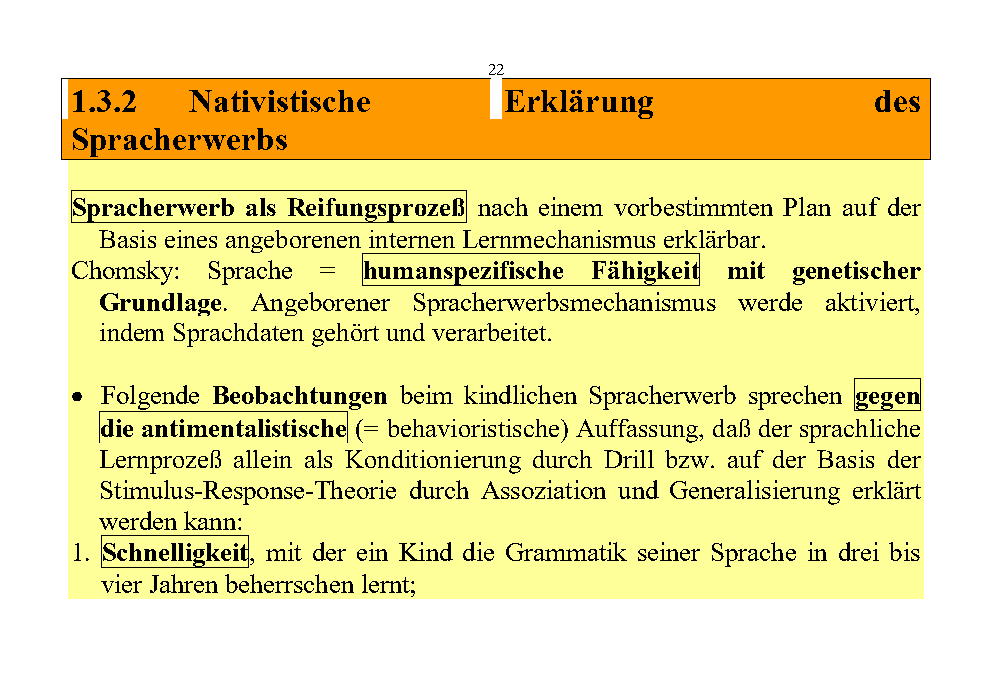 22
1.3.2 Nativistische Erklärung des
Spracherwerbs
Spracherwerb als Reifungsprozeß nach einem vorbestimmten Plan auf der
Basis eines angeborenen internen Lernmechanismus erklärbar.
Chomsky: Sprache = humanspezifische Fähigkeit mit genetischer
Grundlage. Angeborener Spracherwerbsmechanismus werde aktiviert,
indem Sprachdaten gehört und verarbeitet.
• Folgende Beobachtungen beim kindlichen Spracherwerb sprechen gegen
die antimentalistische (= behavioristische) Auffassung, daß der sprachliche
Lernprozeß allein als Konditionierung durch Drill bzw. auf der Basis der
Stimulus-Response-Theorie durch Assoziation und Generalisierung erklärt
werden kann:
1. Schnelligkeit, mit der ein Kind die Grammatik seiner Sprache in drei bis
vier Jahren beherrschen lernt;